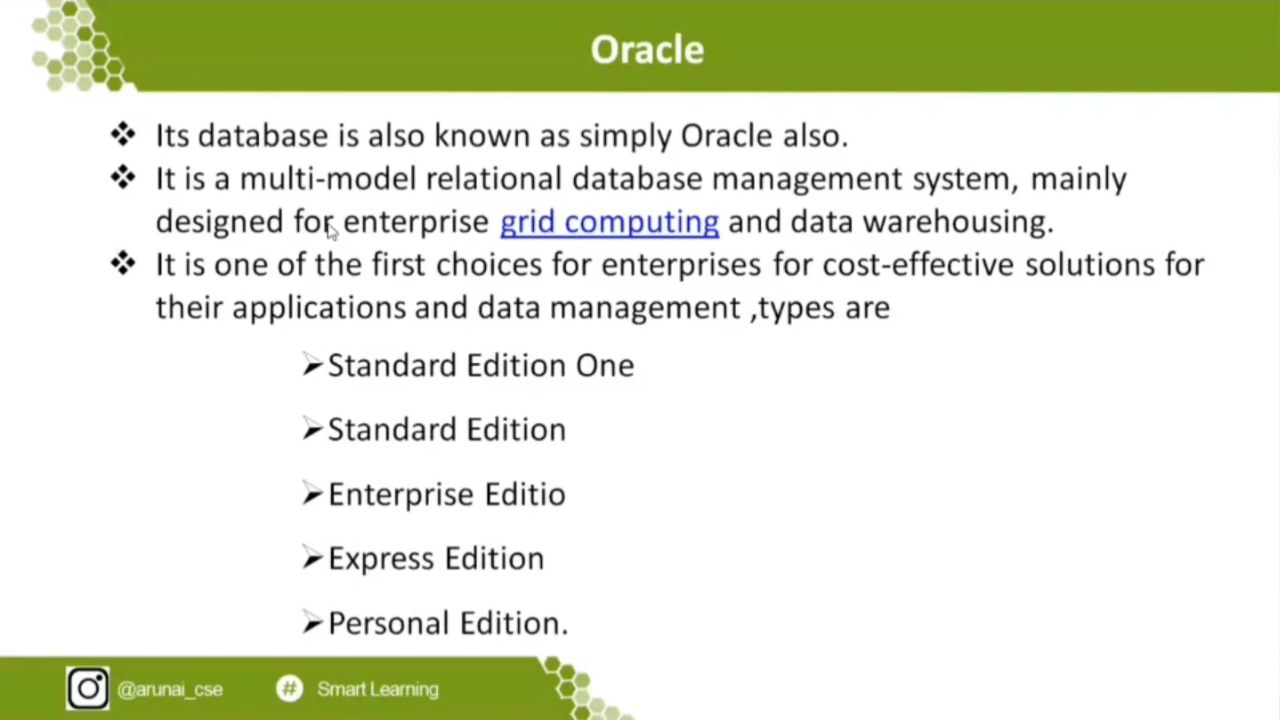 Oracle
Its database is also known as simply Oracle also.
It is a multi-model relational database management system, mainly
designed for enterprise grid computing and data warehousing.
It is one of the first choices for enterprises for cost-effective solutions for
their applications and data management ,types are
Standard Edition One
Standard Edition
Enterprise Editio
Express Edition
Personal Edition.
@arunai_cse # Smart Learning